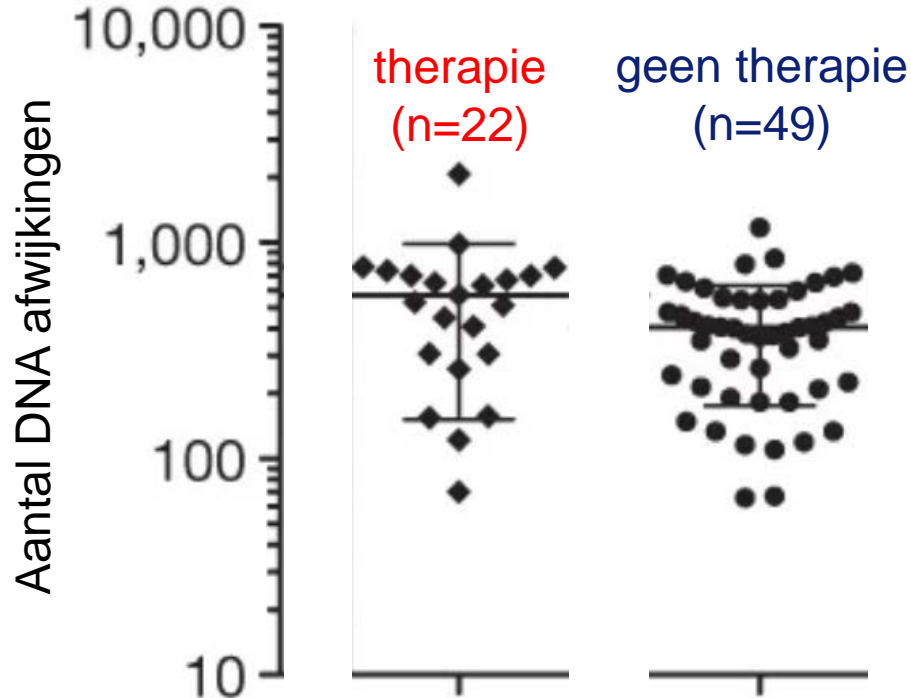 10,000
1,000
100
10
Aantal DNA afwijkingen
therapie
(n=22)
geen therapie
(n=49)